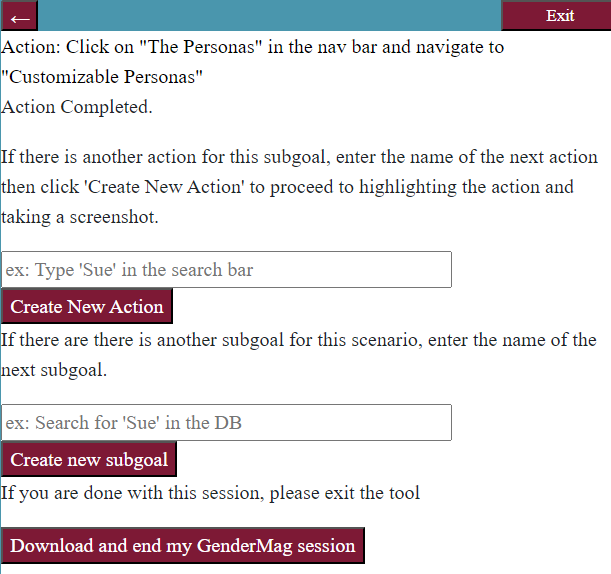 ← Exit
Action: Click on "The Personas" in the nav bar and navigate to
"Customizable Personas"
Action Completed.
If there is another action for this subgoal, enter the name of the next action
then click 'Create New Action' to proceed to highlighting the action and
taking a screenshot.
ex: Type 'Sue' in the search bar
Create New Action
If there are there is another subgoal for this scenario, enter the name of the
next subgoal.
ex: Search for 'Sue' in the DB
Create new subgoal
If you are done with this session, please exit the tool
Download and end my GenderMag session